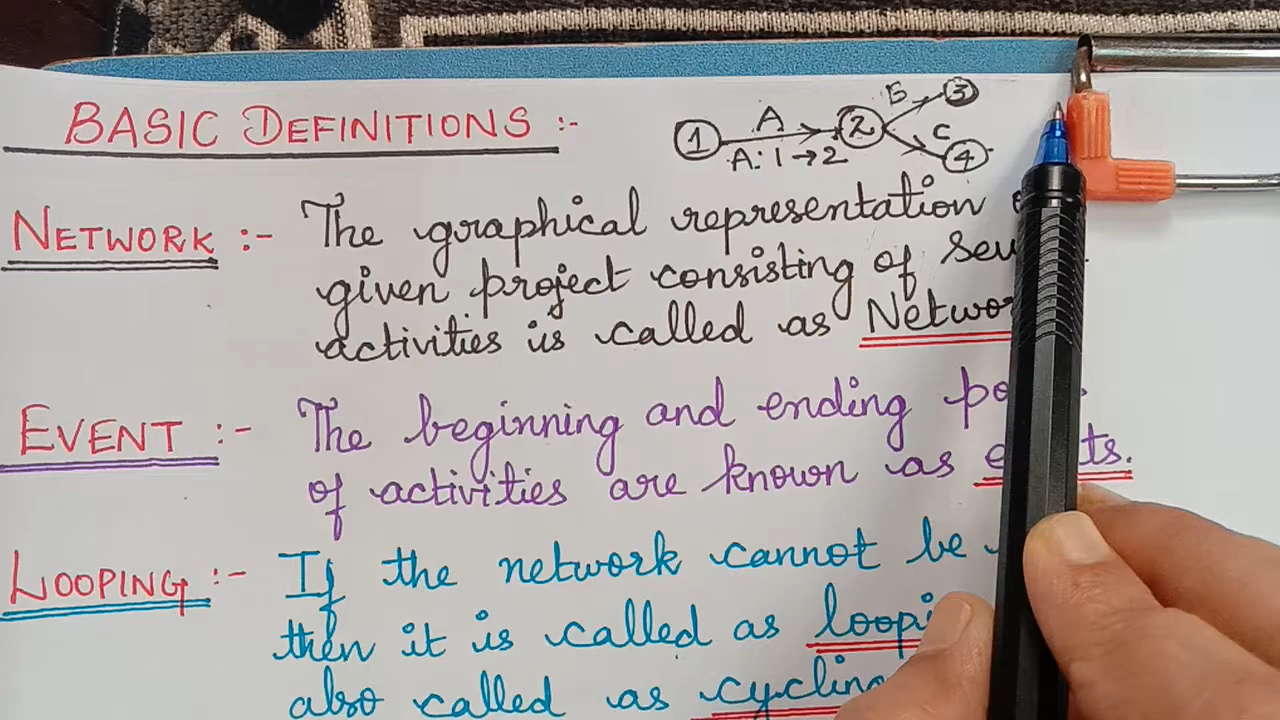 BASIC DEFINITIONS :-
1 A 2 B 3
A: 1→2 C 4
NETWORK :- The graphical representation
given project consisting of
activities is called as
EVENT :- The beginning and ending
of activities are known as
LOOPING :- If the network cannot be
then it is called as
also called as